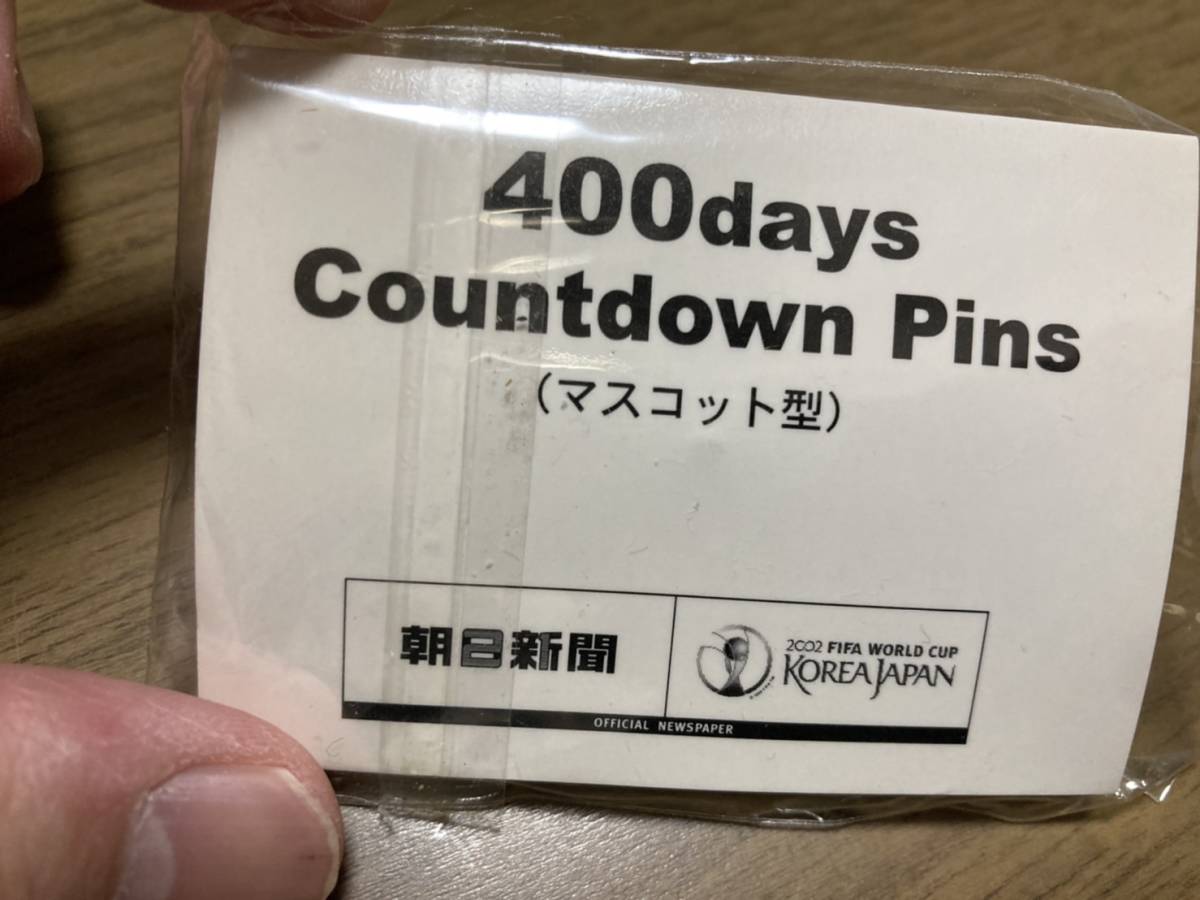 400days
Countdown Pins
（マスコット型）
朝日新聞
2002 FIFA WORLD CUP
KOREA JAPAN
OFFICIAL NEWSPAPER